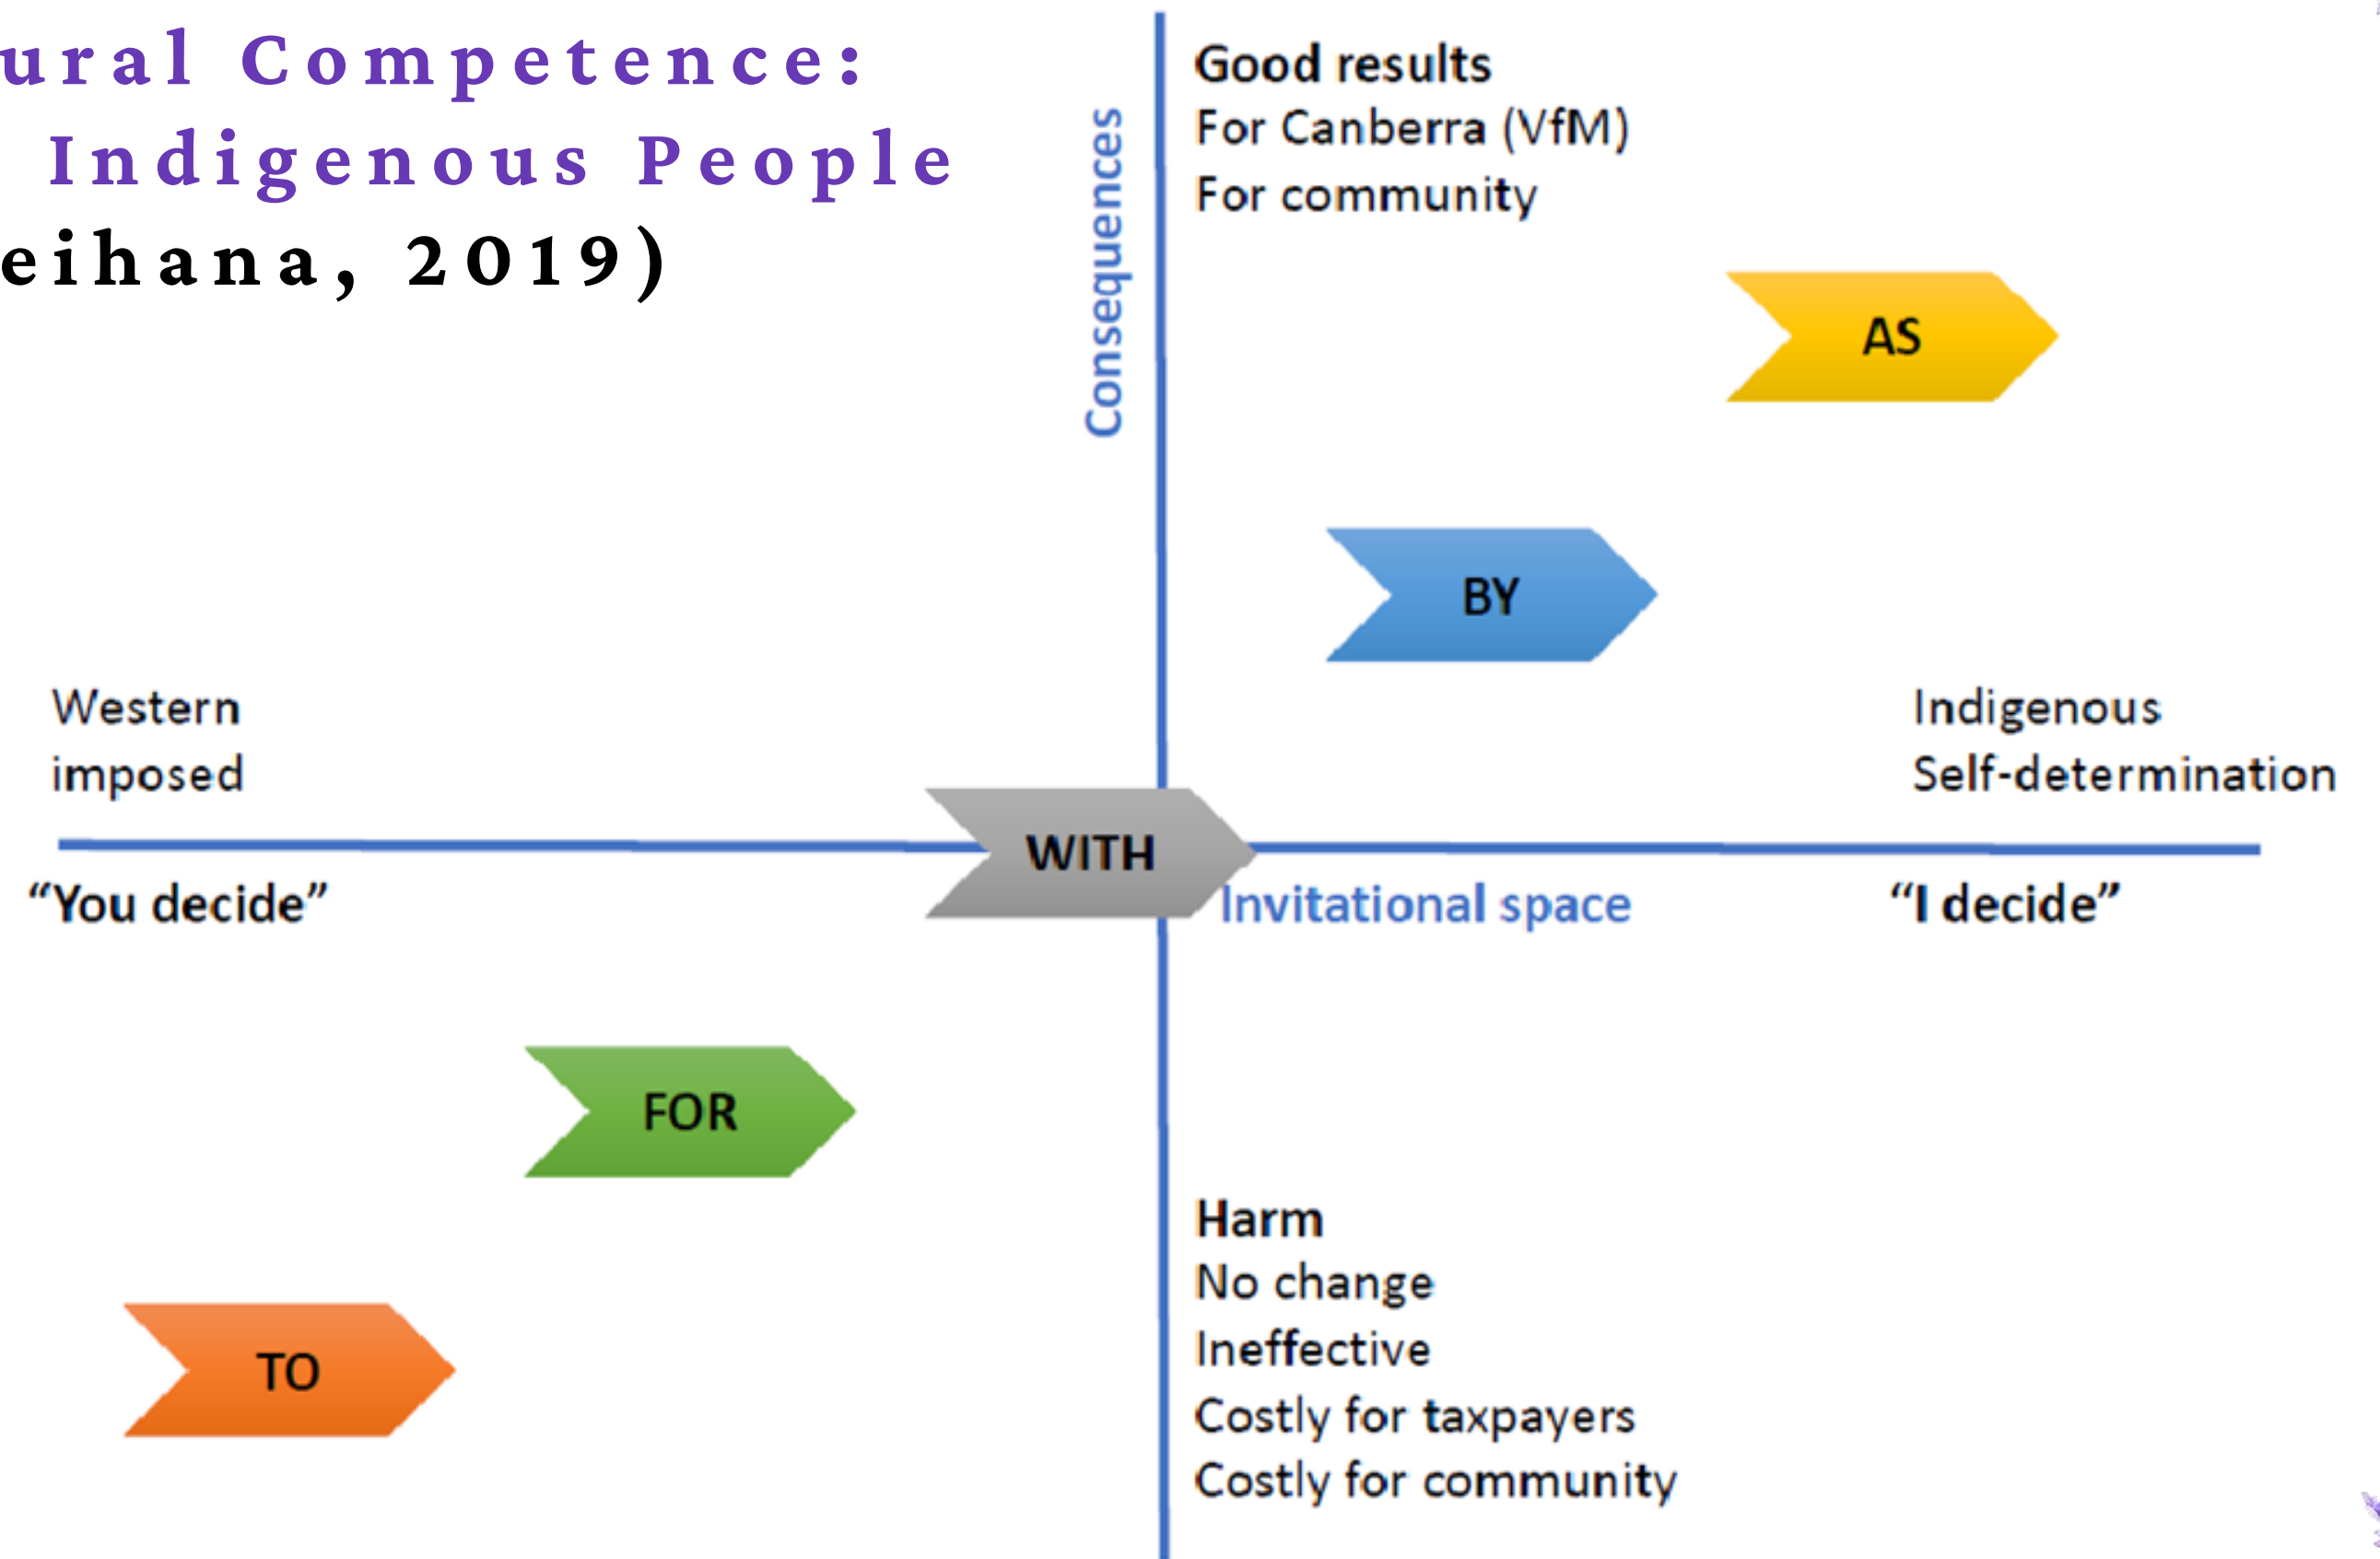 ural Competence:
Indigenous People
eihana, 2019)
Consequences
Good results
For Canberra (VfM)
For community
AS
BY
Western
imposed
Indigenous
Self-determination
WITH
“You decide”
Invitational space
“I decide”
FOR
Harm
No change
Ineffective
Costly for taxpayers
Costly for community
TO